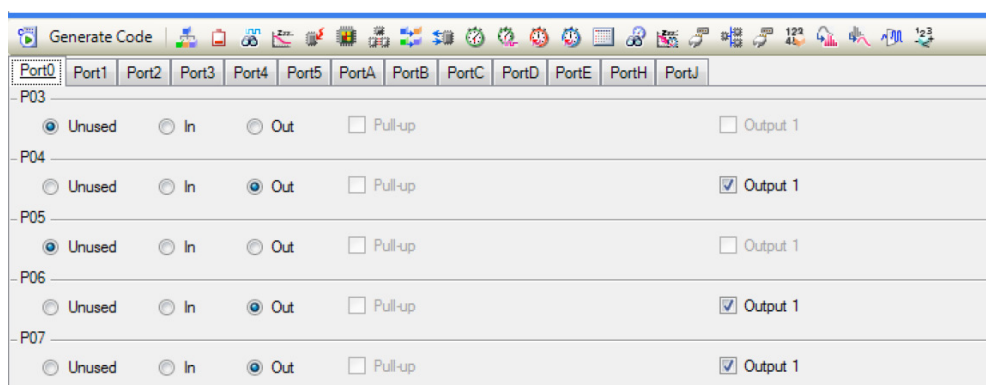 Generate Code
Port0 Port1 Port2 Port3 Port4 Port5 PortA PortB PortC PortD PortE PortH PortJ
P03
Unused In Out Pull-up Output 1
P04
Unused In Out Pull-up Output 1
P05
Unused In Out Pull-up Output 1
P06
Unused In Out Pull-up Output 1
P07
Unused In Out Pull-up Output 1